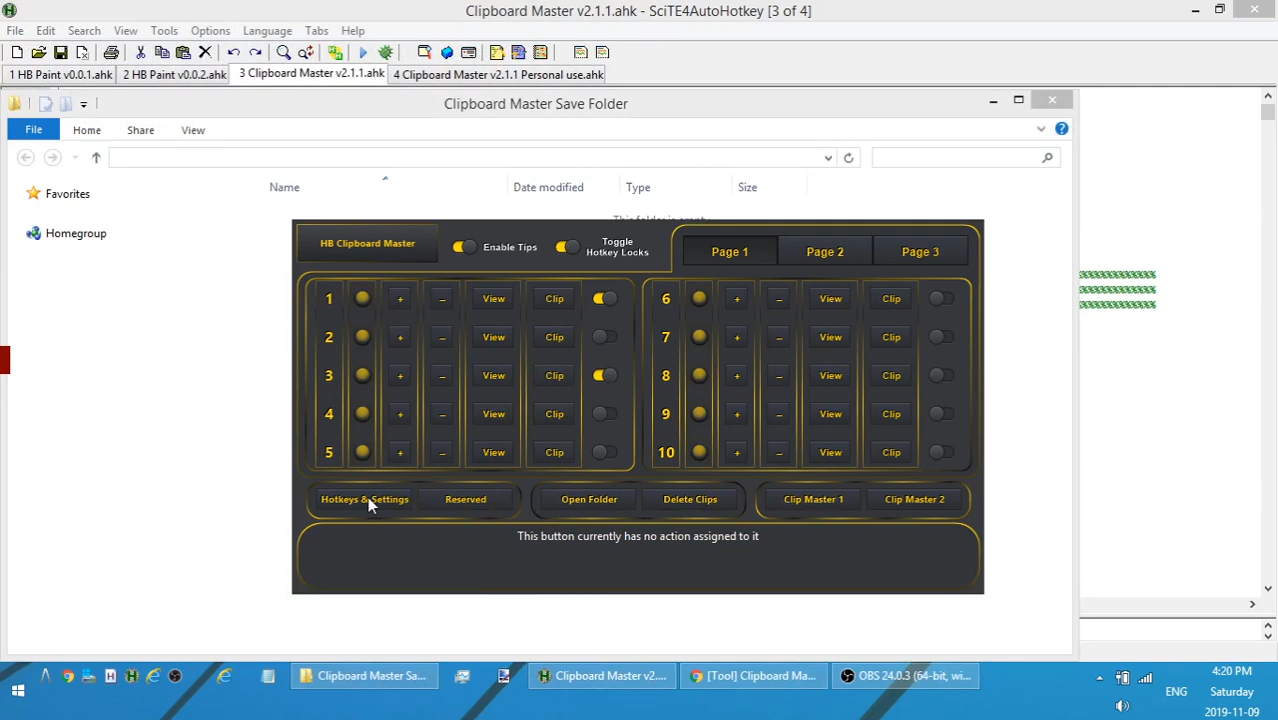 Clipboard Master v2.1.1.ahk - SciTE4AutoHotkey [3 of 4]
File Edit Search View Tools Options Language Tabs Help
1 HB Paint v0.0.1.ahk 2 HB Paint v0.0.2.ahk 3 Clipboard Master v2.1.1.ahk 4 Clipboard Master v2.1.1 Personal use.ahk
Clipboard Master Save Folder
File Home Share View
Name Date modified Type Size
Favorites
Homegroup
This folder is empty.
HB Clipboard Master
Enable Tips
Toggle
Hotkey Locks
Page 1 Page 2 Page 3
1 + - View Clip 6 + - View Clip
2 + - View Clip 7 + - View Clip
3 + - View Clip 8 + - View Clip
4 + - View Clip 9 + - View Clip
5 + - View Clip 10 + - View Clip
Hotkeys & Settings Reserved Open Folder Delete Clips Clip Master 1 Clip Master 2
This button currently has no action assigned to it
Clipboard Master Sa... Clipboard Master v2.... [Tool] Clipboard Ma... OBS 24.0.3 (64-bit, wi...
ENG
4:20 PM
Saturday
2019-11-09